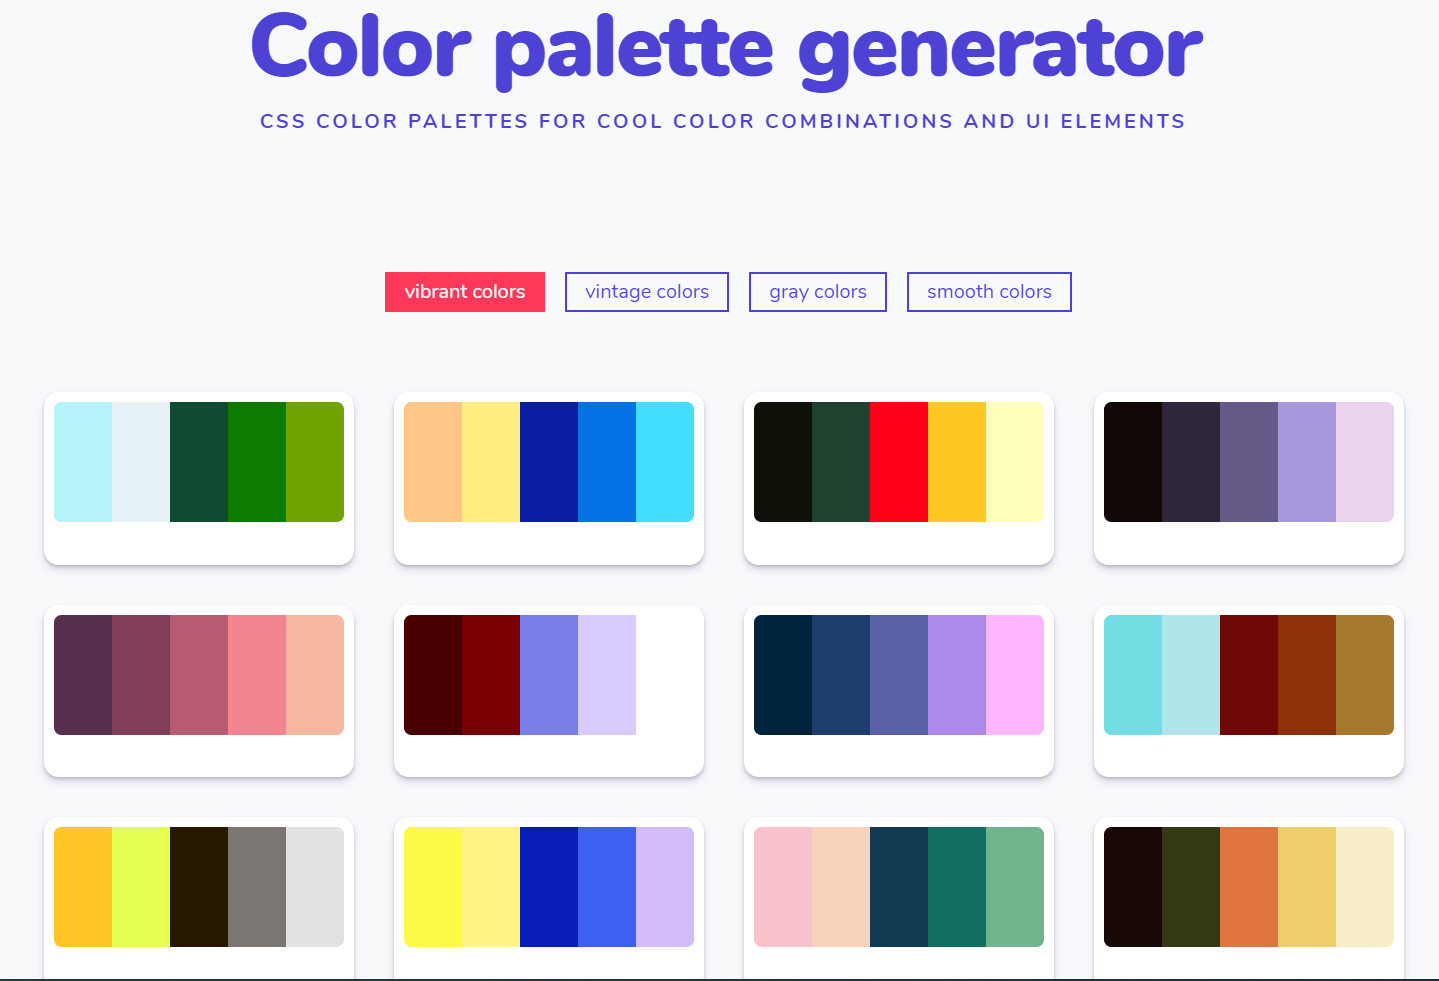 Color palette generator
CSS COLOR PALETTES FOR COOL COLOR COMBINATIONS AND UI ELEMENTS
vibrant colors vintage colors gray colors smooth colors